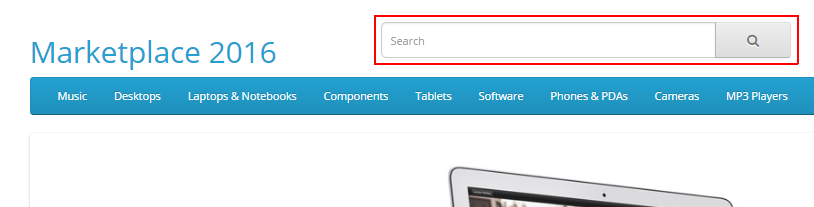 Search
Marketplace 2016
Music Desktops Laptops & Notebooks Components Tablets Software Phones & PDAs Cameras MP3 Players